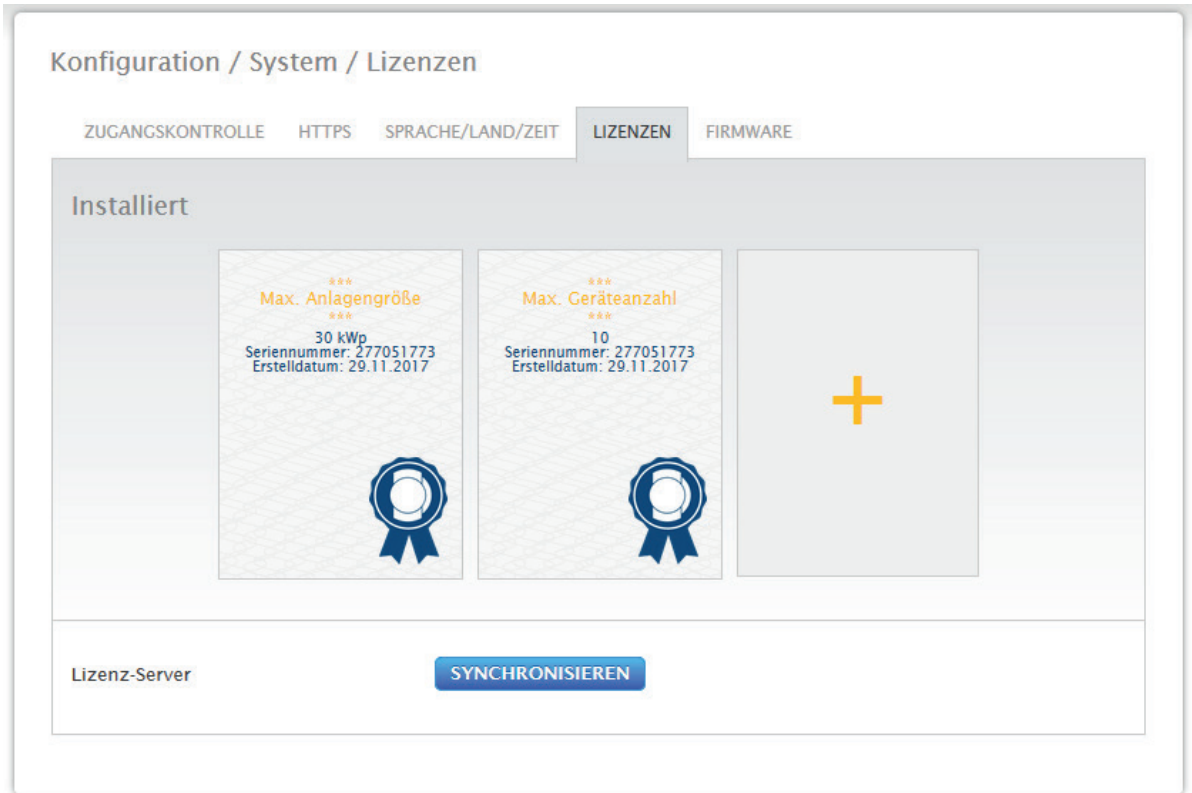 Konfiguration / System / Lizenzen
ZUGANGSKONTROLLE HTTPS SPRACHE/LAND/ZEIT LIZENZEN FIRMWARE
Installiert
***
Max. Anlagengröße
***
30 kWp
Seriennummer: 277051773
Erstelldatum: 29.11.2017
***
Max. Geräteanzahl
***
10
Seriennummer: 277051773
Erstelldatum: 29.11.2017
+
Lizenz-Server SYNCHRONISIEREN